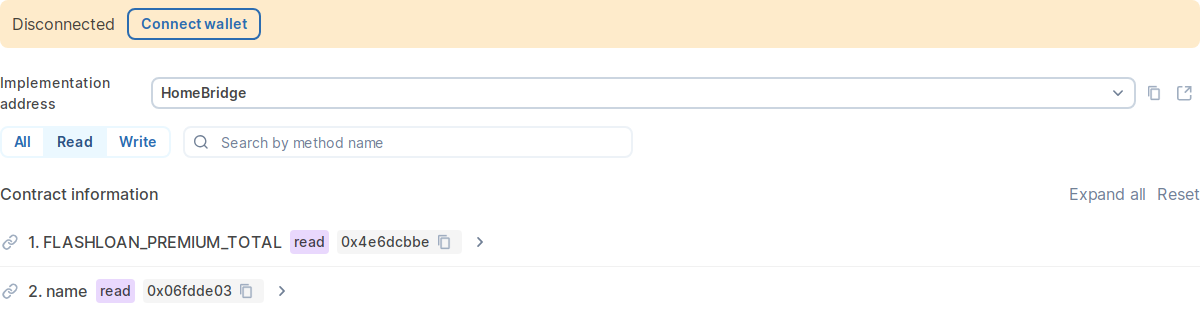 Disconnected Connect wallet
Implementation
address
HomeBridge
All Read Write Search by method name
Contract information Expand all Reset
1. FLASHLOAN_PREMIUM_TOTAL read 0x4e6dcbbe
2. name read 0x06fdde03